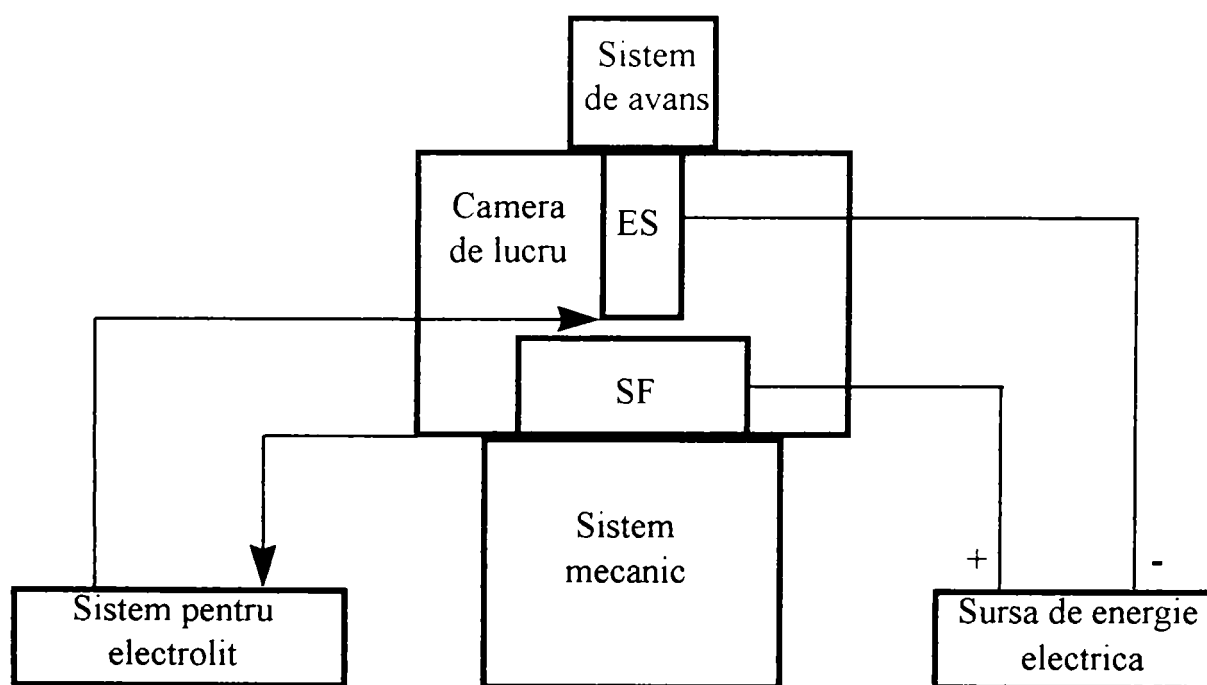 Sistem
de avans
Camera
de lucru
ES
SF
Sistem
mecanic
+
-
Sistem pentru
electrolit
Sursa de energie
electrica